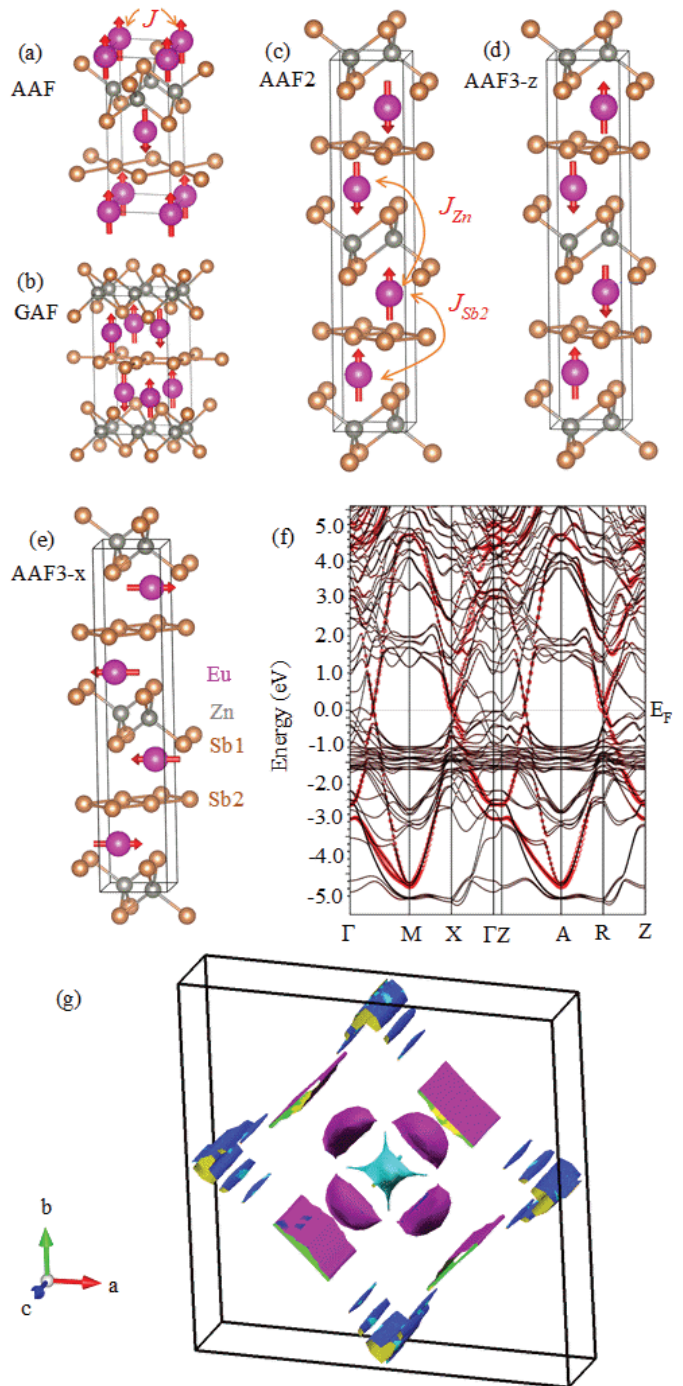 (a)
AAF
J
(b)
GAF
(c)
AAF2
J_Zn
J_Sb2
(d)
AAF3-z
(e)
AAF3-x
Eu
Zn
Sb1
Sb2
(f)
Energy (eV)
5.0
4.0
3.0
2.0
1.0
0.0
-1.0
-2.0
-3.0
-4.0
-5.0
E_F
Γ M X ΓZ A R Z
(g)
b
a
c